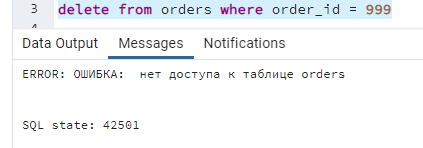 3 delete from orders where order_id = 999
Data Output Messages Notifications
ERROR: ОШИБКА:  нет доступа к таблице orders
SQL state: 42501